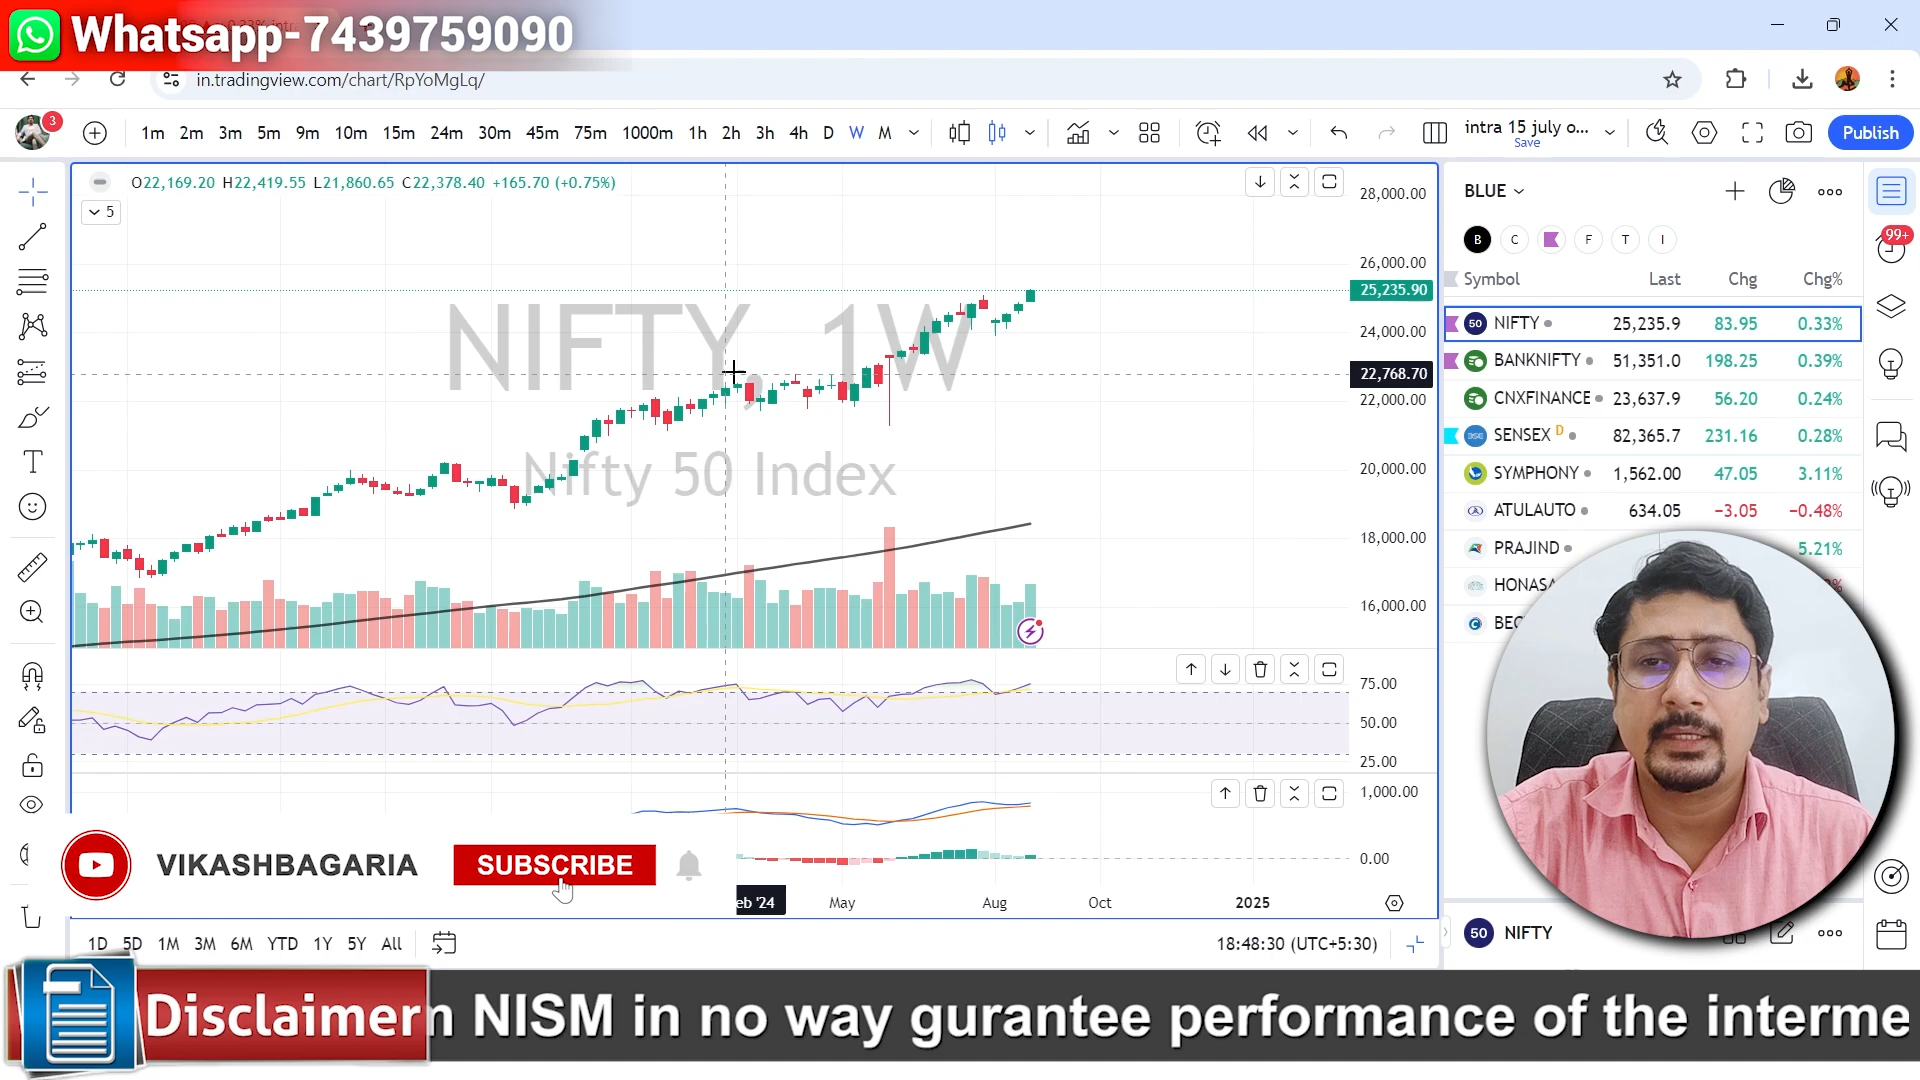 Whatsapp-7439759090
in.tradingview.com/chart/RpYoMgLq/
3
1m 2m 3m 5m 9m 10m 15m 24m 30m 45m 75m 1000m 1h 2h 3h 4h D W M
intra 15 july o...
Save
Publish
O22,169.20 H22,419.55 L21,860.65 C22,378.40 +165.70 (+0.75%)
5
NIFTY, 1W
Nifty 50 Index
28,000.00
26,000.00
25,235.90
24,000.00
22,768.70
22,000.00
20,000.00
18,000.00
16,000.00
75.00
50.00
25.00
1,000.00
0.00
eb '24 May Aug Oct 2025
1D 5D 1M 3M 6M YTD 1Y 5Y All
18:48:30 (UTC+5:30)
BLUE
B C F T I
99+
Symbol Last Chg Chg%
50 NIFTY 25,235.9 83.95 0.33%
BANKNIFTY 51,351.0 198.25 0.39%
CNXFINANCE 23,637.9 56.20 0.24%
SENSEX D 82,365.7 231.16 0.28%
SYMPHONY 1,562.00 47.05 3.11%
ATULAUTO 634.05 −3.05 −0.48%
PRAJIND 5.21%
HONASA
50 NIFTY
VIKASHBAGARIA SUBSCRIBE
Disclaimer
n NISM in no way gurantee performance of the interme